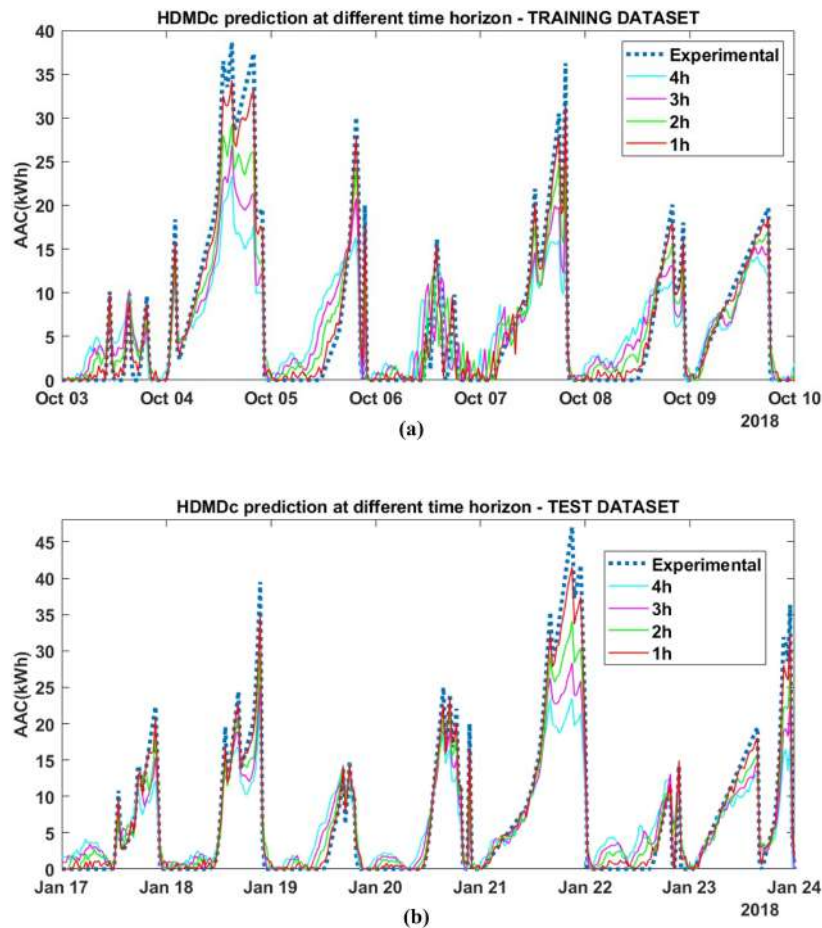 HDMDc prediction at different time horizon - TRAINING DATASET
40
35
30
25
20
15
10
5
0
AAC(kWh)
Experimental
4h
3h
2h
1h
Oct 03 Oct 04 Oct 05 Oct 06 Oct 07 Oct 08 Oct 09 Oct 10
2018
(a)
HDMDc prediction at different time horizon - TEST DATASET
45
40
35
30
25
20
15
10
5
0
AAC(kWh)
Experimental
4h
3h
2h
1h
Jan 17 Jan 18 Jan 19 Jan 20 Jan 21 Jan 22 Jan 23 Jan 24
2018
(b)